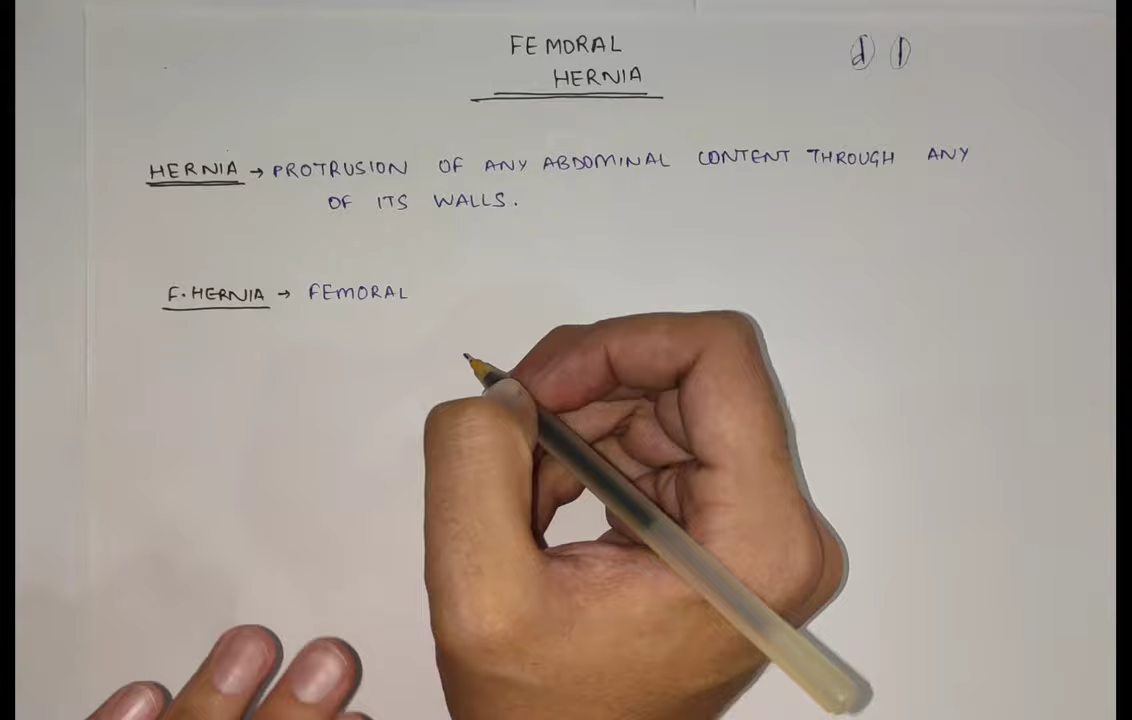 FEMORAL
HERNIA
HERNIA → PROTRUSION OF ANY ABDOMINAL CONTENT THROUGH ANY
OF ITS WALLS.
F. HERNIA → FEMORAL